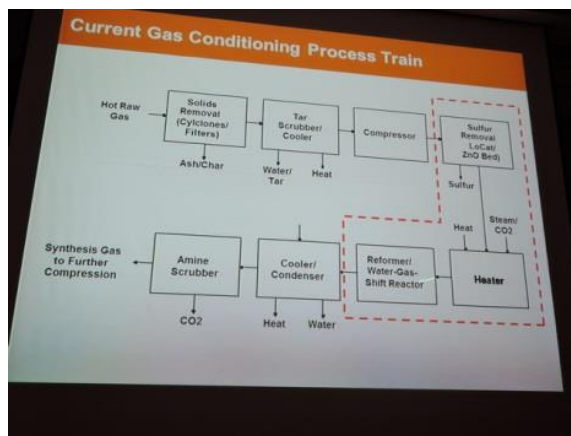 Current Gas Conditioning Process Train
Hot Raw
Gas
Solids
Removal
(Cylclones/
Filters)
Ash/Char
Tar
Scrubber/
Cooler
Water/
Tar
Heat
Compressor
Sulfur
Removal
LoCat/
ZnO Bed)
Sulfur
Steam/
CO2
Heat
Heater
Reformer/
Water-Gas-
Shift Reactor
Cooler/
Condenser
Heat
Water
Amine
Scrubber
CO2
Synthesis Gas
to Further
Compression